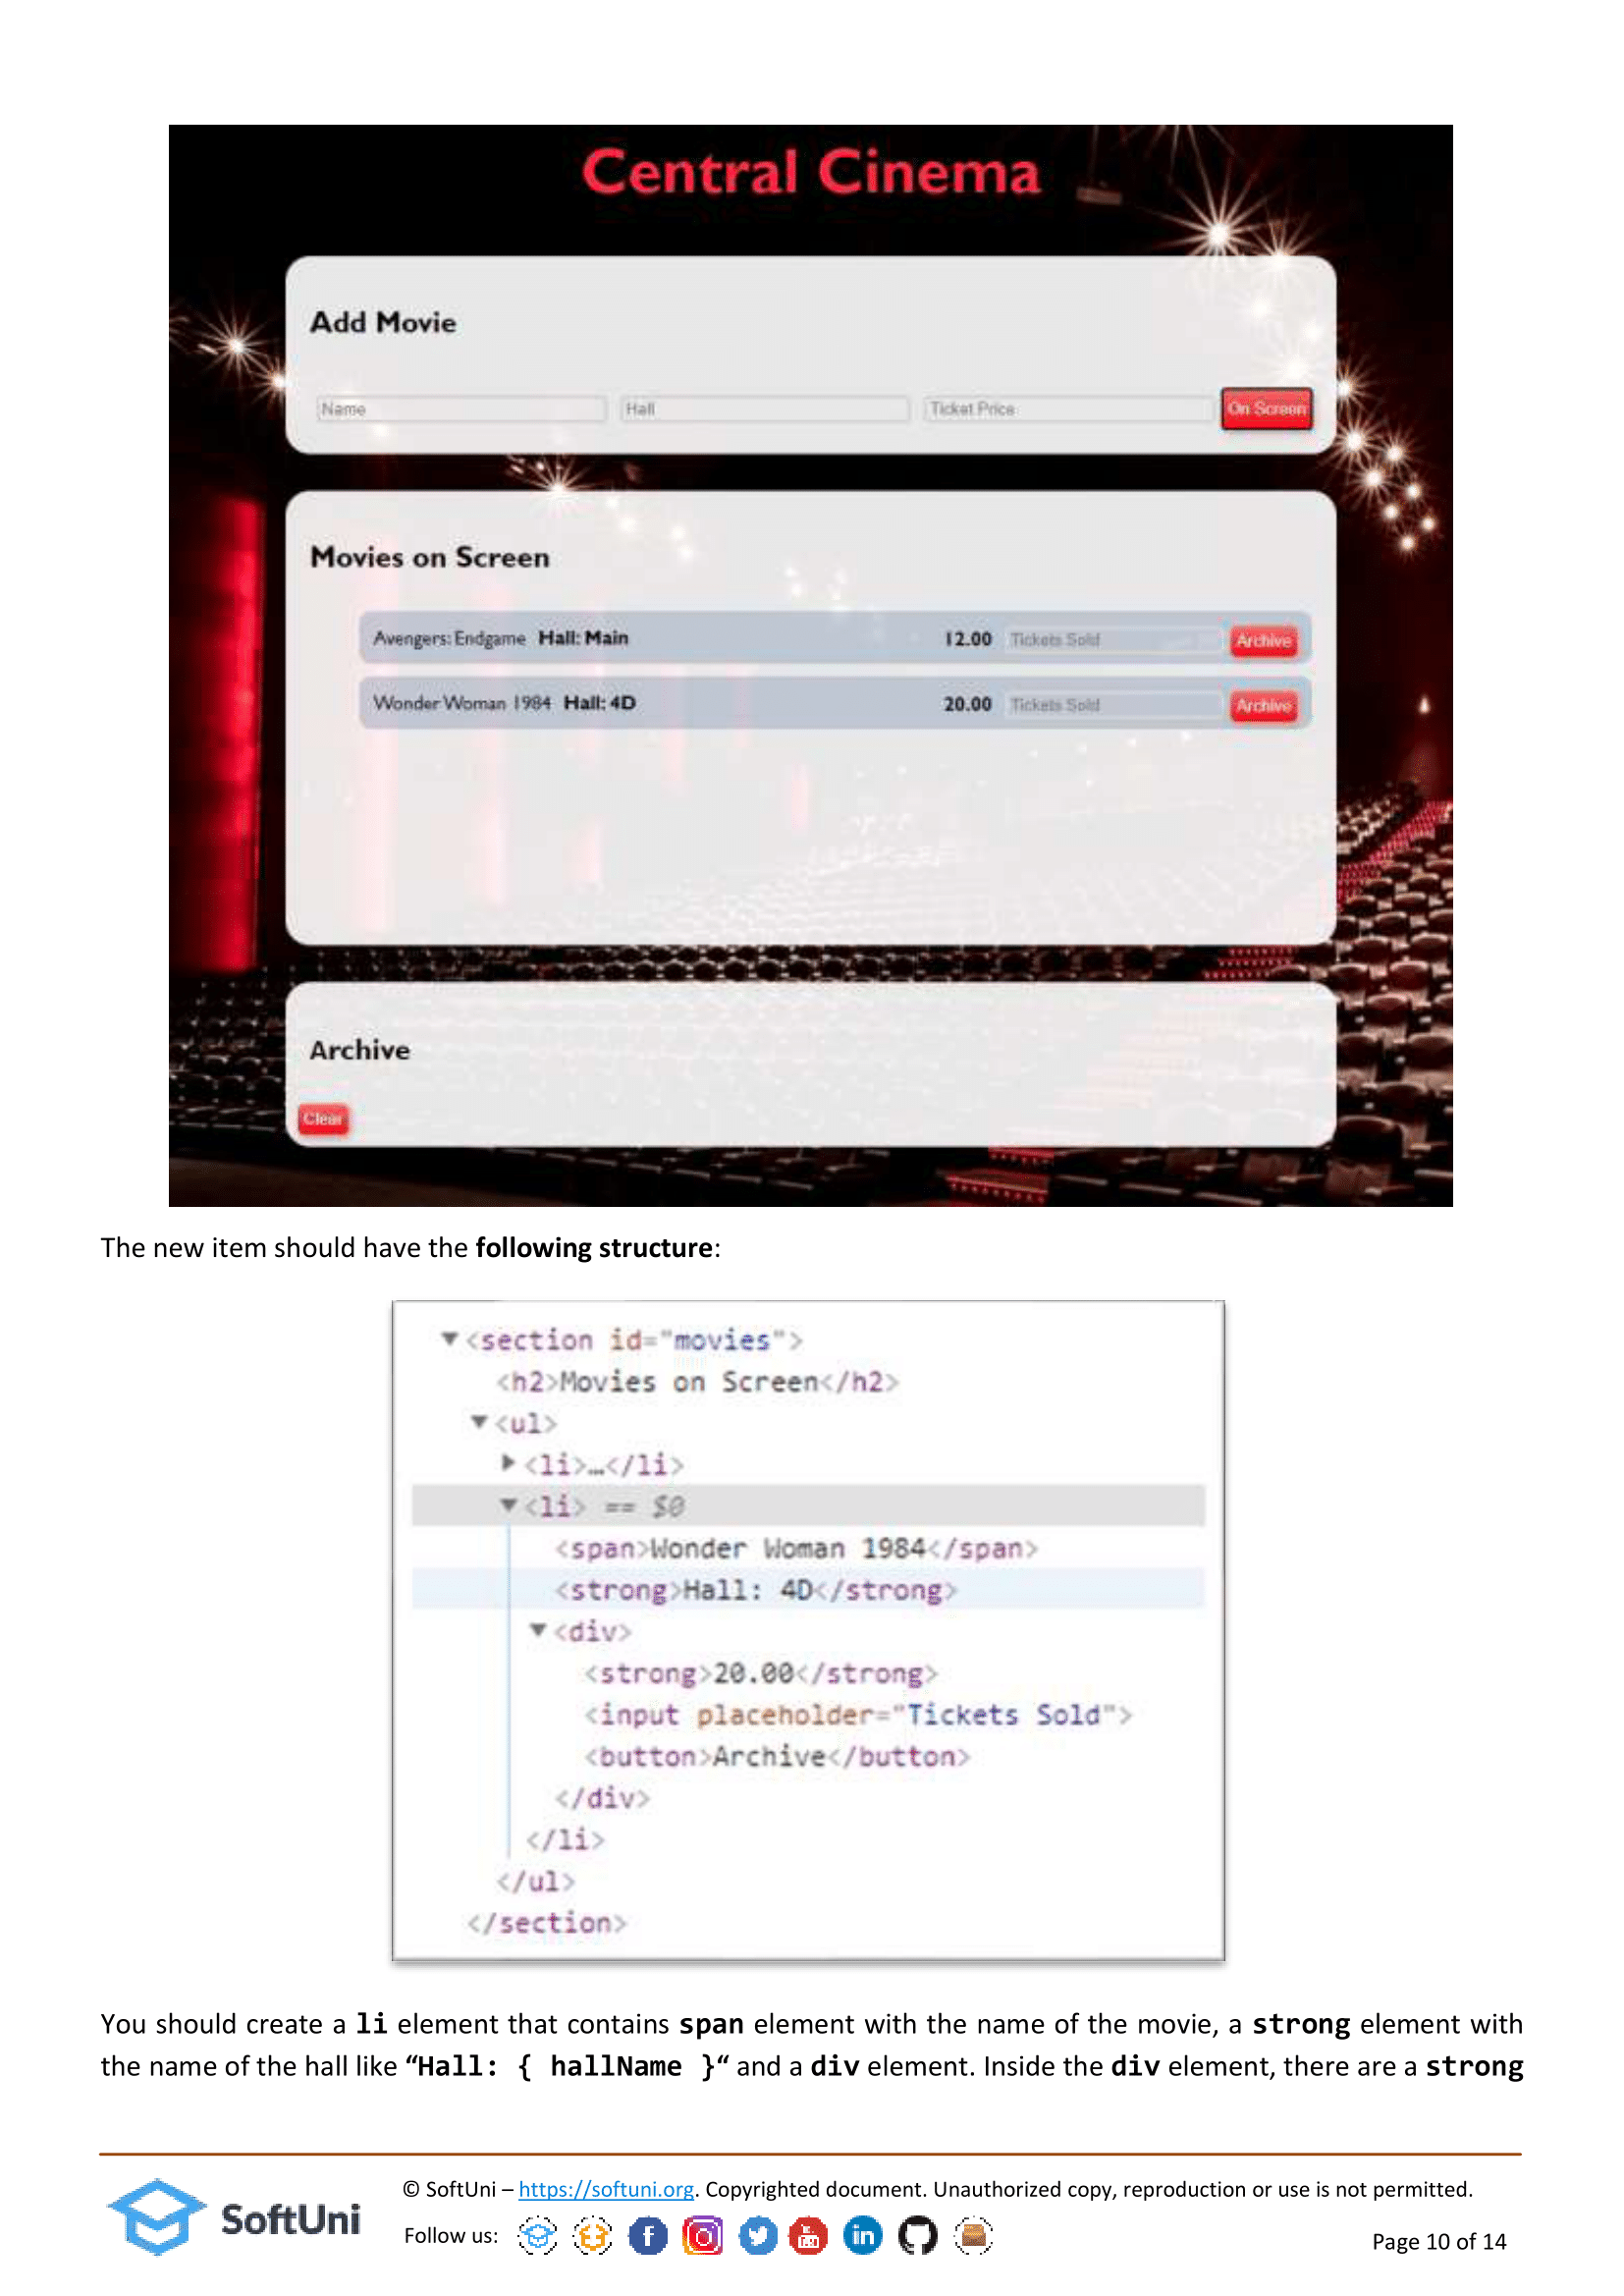 Central Cinema
Add Movie
Name Hall Ticket Price On Screen
Movies on Screen
Avengers: Endgame Hall: Main 12.00 Tickets Sold Archive
Wonder Woman 1984 Hall: 4D 20.00 Tickets Sold Archive
Archive
Clear
The new item should have the following structure:
▼<section id="movies">
<h2>Movies on Screen</h2>
▼<ul>
▶<li>…</li>
▼<li> == $0
<span>Wonder Woman 1984</span>
<strong>Hall: 4D</strong>
▼<div>
<strong>20.00</strong>
<input placeholder="Tickets Sold">
<button>Archive</button>
</div>
</li>
</ul>
</section>
You should create a li element that contains span element with the name of the movie, a strong element with
the name of the hall like “Hall: { hallName }“ and a div element. Inside the div element, there are a strong
SoftUni
© SoftUni – https://softuni.org. Copyrighted document. Unauthorized copy, reproduction or use is not permitted.
Follow us:
Page 10 of 14